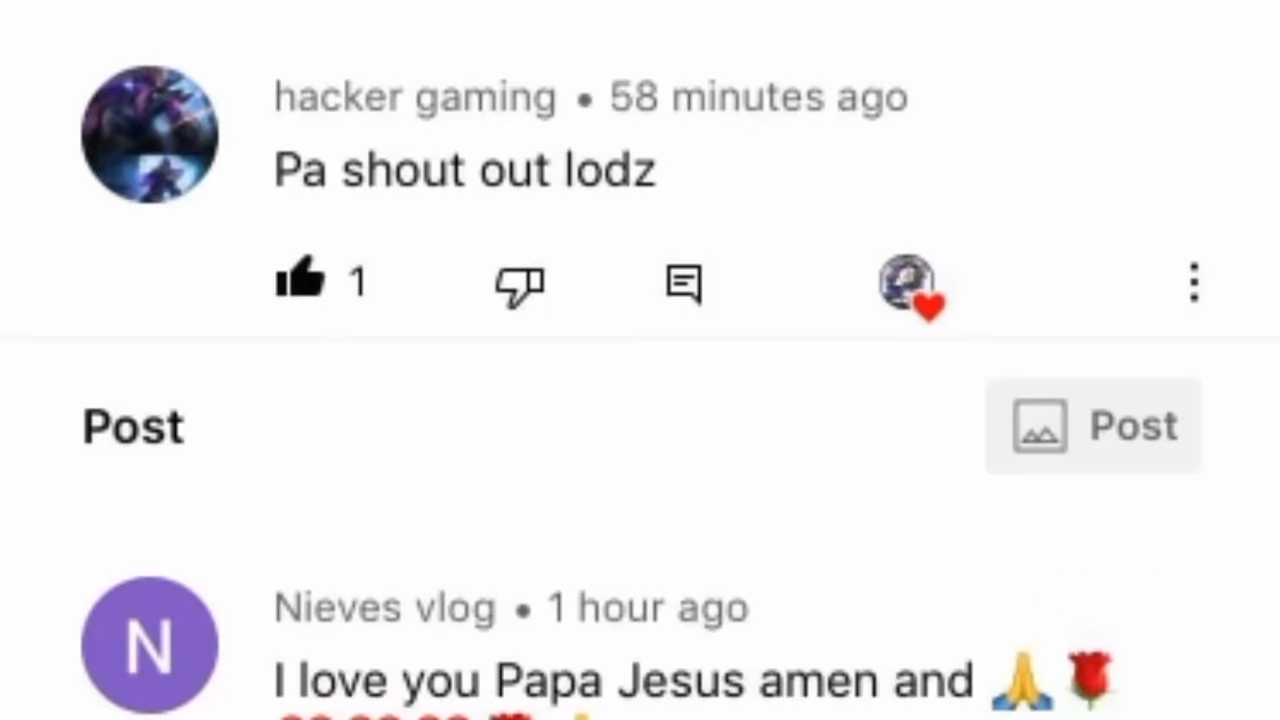 hacker gaming • 58 minutes ago
Pa shout out lodz
1
Post
Post
N
Nieves vlog • 1 hour ago
I love you Papa Jesus amen and 🙏🌹